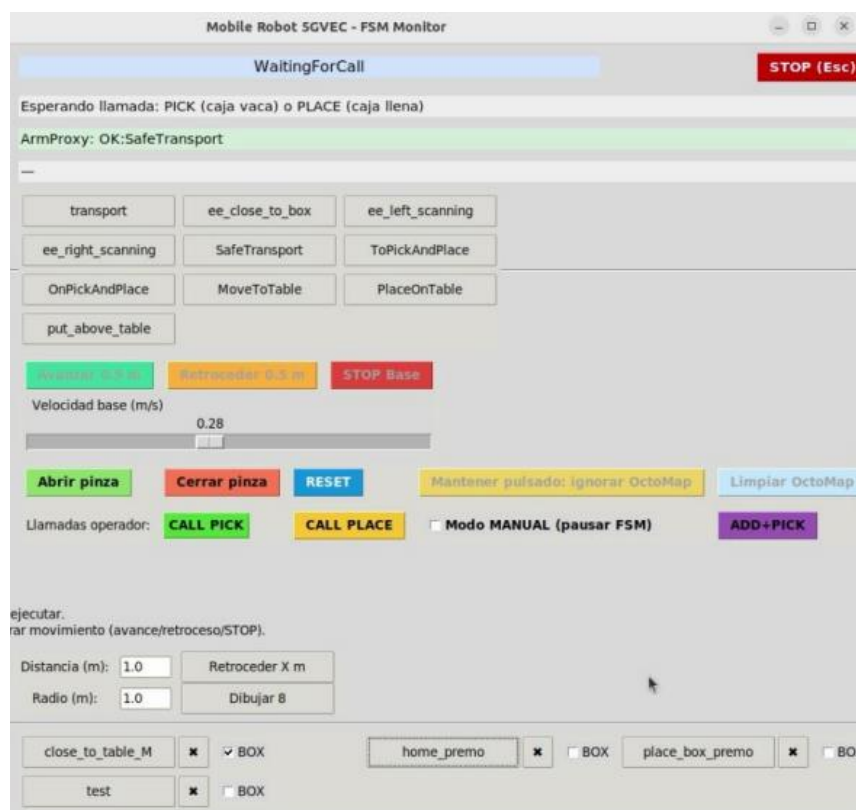 Mobile Robot SGVEC - FSM Monitor
WaitingForCall
STOP (Esc)
Esperando llamada: PICK (caja vaca) o PLACE (caja llena)
ArmProxy: OK:SafeTransport
—
transport ee_close_to_box ee_left_scanning
ee_right_scanning SafeTransport ToPickAndPlace
OnPickAndPlace MoveToTable PlaceOnTable
put_above_table
Avanzar 0.5 m Retroceder 0.5 m STOP Base
Velocidad base (m/s)
0.28
Abrir pinza Cerrar pinza RESET Mantener pulsado: ignorar OctoMap Limpiar OctoMap
Llamadas operador: CALL PICK CALL PLACE Modo MANUAL (pausar FSM) ADD+PICK
ejecutar.
rar movimiento (avance/retroceso/STOP).
Distancia (m): 1.0 Retroceder X m
Radio (m): 1.0 Dibujar 8
close_to_table_M BOX home_premo BOX place_box_premo BO
test BOX